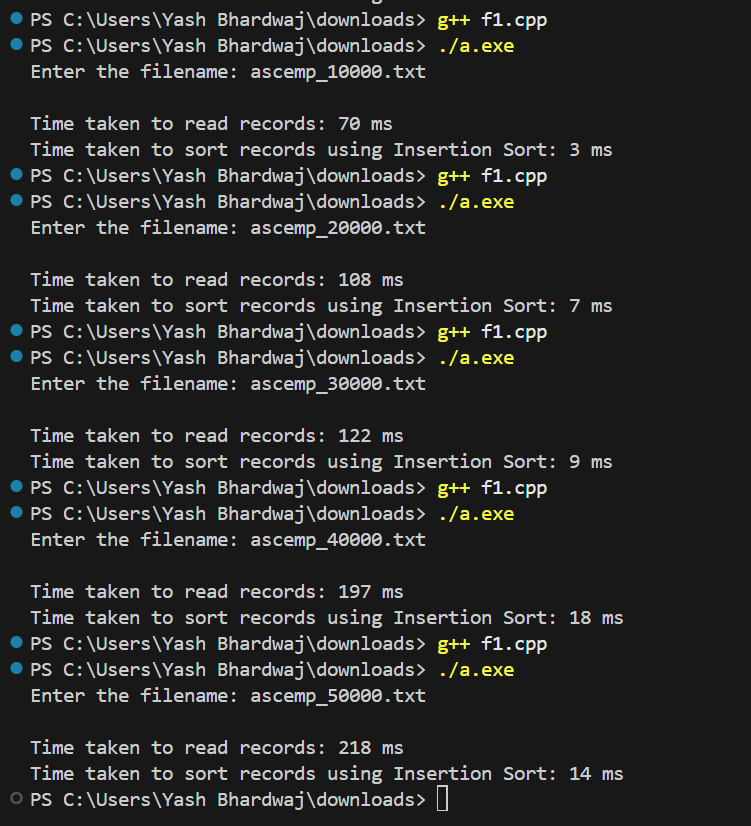 PS C:\Users\Yash Bhardwaj\downloads> g++ f1.cpp
PS C:\Users\Yash Bhardwaj\downloads> ./a.exe
Enter the filename: ascemp_10000.txt
Time taken to read records: 70 ms
Time taken to sort records using Insertion Sort: 3 ms
PS C:\Users\Yash Bhardwaj\downloads> g++ f1.cpp
PS C:\Users\Yash Bhardwaj\downloads> ./a.exe
Enter the filename: ascemp_20000.txt
Time taken to read records: 108 ms
Time taken to sort records using Insertion Sort: 7 ms
PS C:\Users\Yash Bhardwaj\downloads> g++ f1.cpp
PS C:\Users\Yash Bhardwaj\downloads> ./a.exe
Enter the filename: ascemp_30000.txt
Time taken to read records: 122 ms
Time taken to sort records using Insertion Sort: 9 ms
PS C:\Users\Yash Bhardwaj\downloads> g++ f1.cpp
PS C:\Users\Yash Bhardwaj\downloads> ./a.exe
Enter the filename: ascemp_40000.txt
Time taken to read records: 197 ms
Time taken to sort records using Insertion Sort: 18 ms
PS C:\Users\Yash Bhardwaj\downloads> g++ f1.cpp
PS C:\Users\Yash Bhardwaj\downloads> ./a.exe
Enter the filename: ascemp_50000.txt
Time taken to read records: 218 ms
Time taken to sort records using Insertion Sort: 14 ms
PS C:\Users\Yash Bhardwaj\downloads>